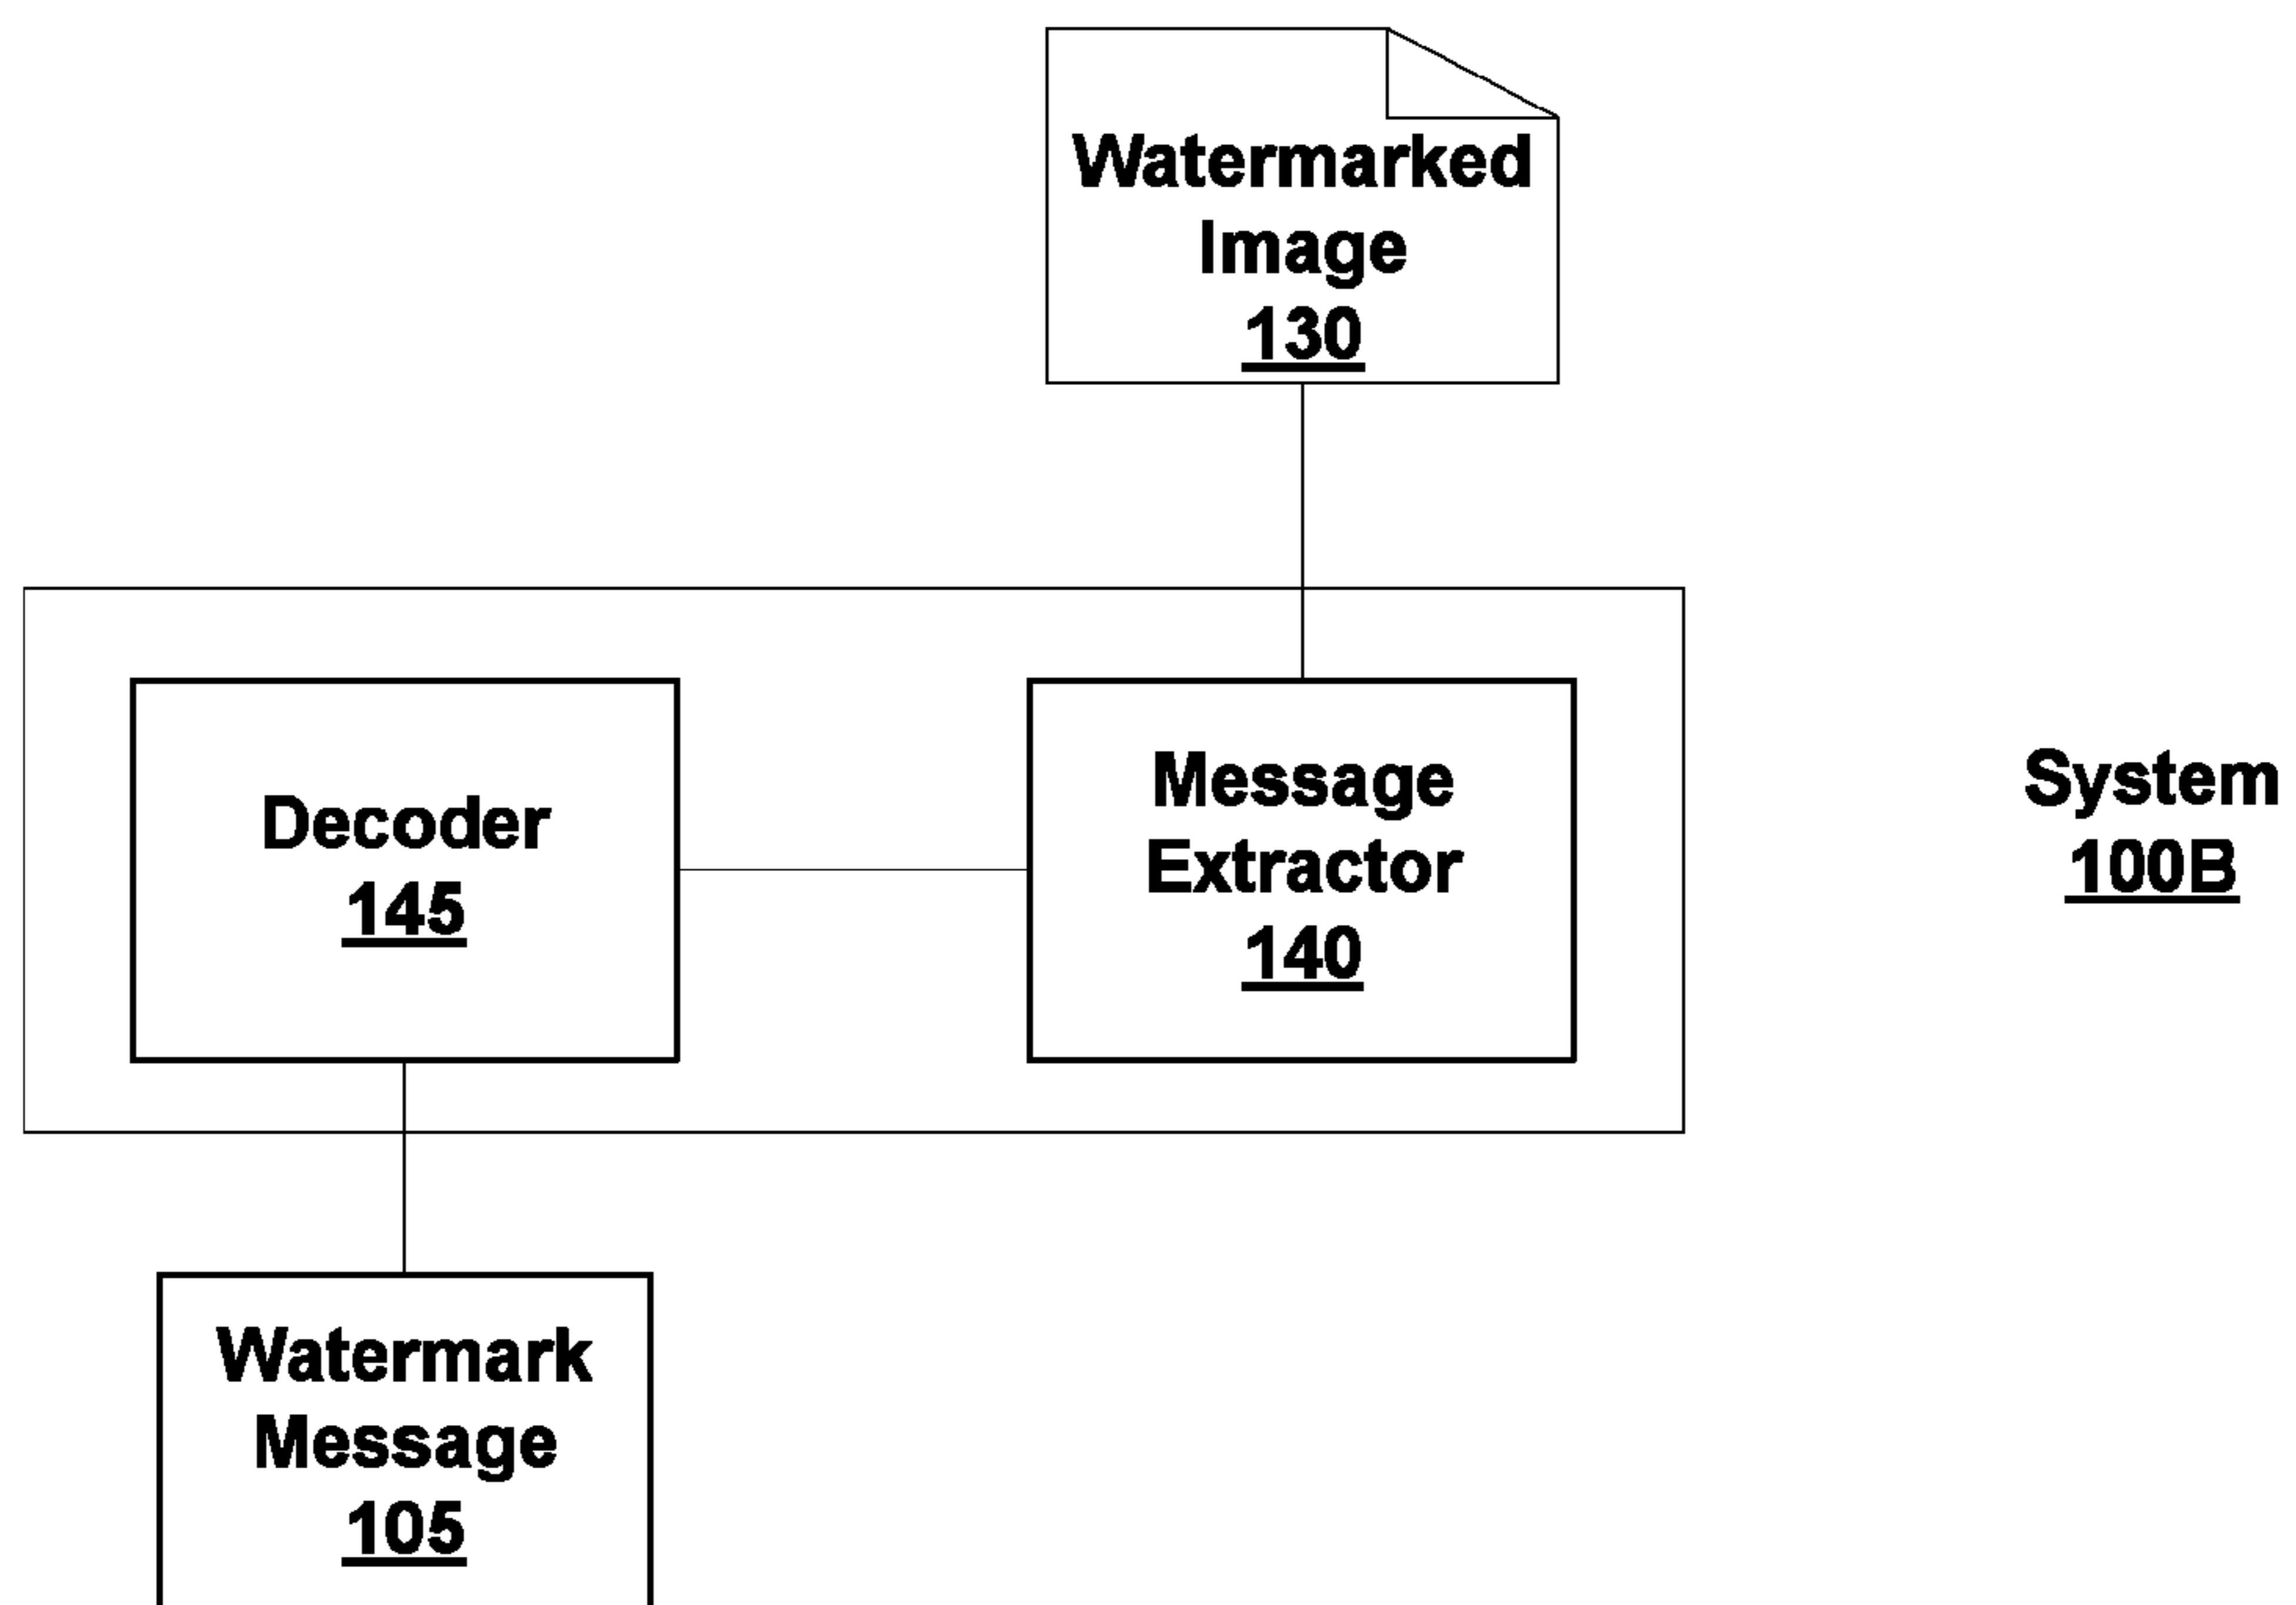 Watermarked
Image
130
Decoder
145
Message
Extractor
140
System
100B
Watermark
Message
105